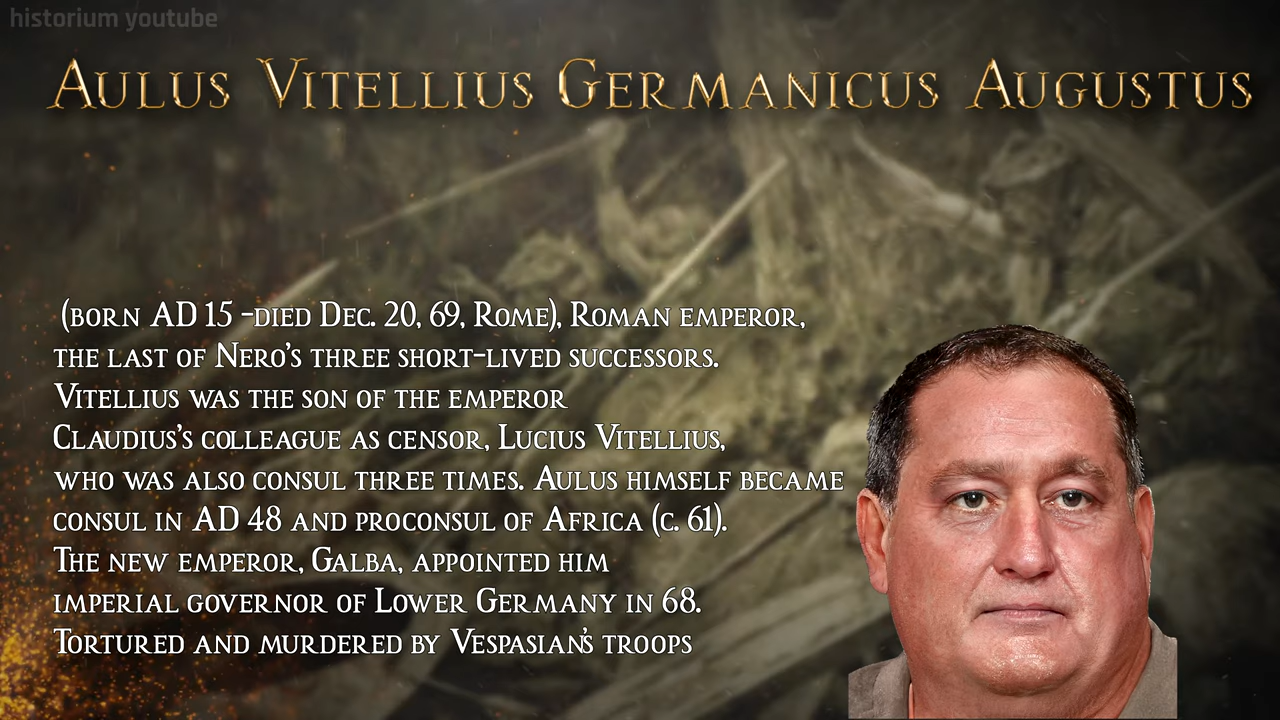 historium youtube
Aulus Vitellius Germanicus Augustus
(born AD 15 -died Dec. 20, 69, Rome), Roman emperor,
the last of Nero's three short-lived successors.
Vitellius was the son of the emperor
Claudius's colleague as censor, Lucius Vitellius,
who was also consul three times. Aulus himself became
consul in AD 48 and proconsul of Africa (c. 61).
The new emperor, Galba, appointed him
imperial governor of Lower Germany in 68.
Tortured and murdered by Vespasian's troops